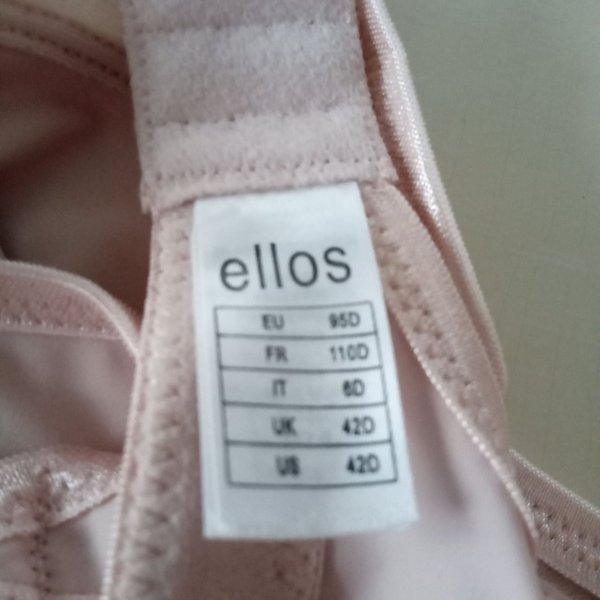 ellos
EU 95D
FR 110D
IT 6D
UK 42D
US 42D